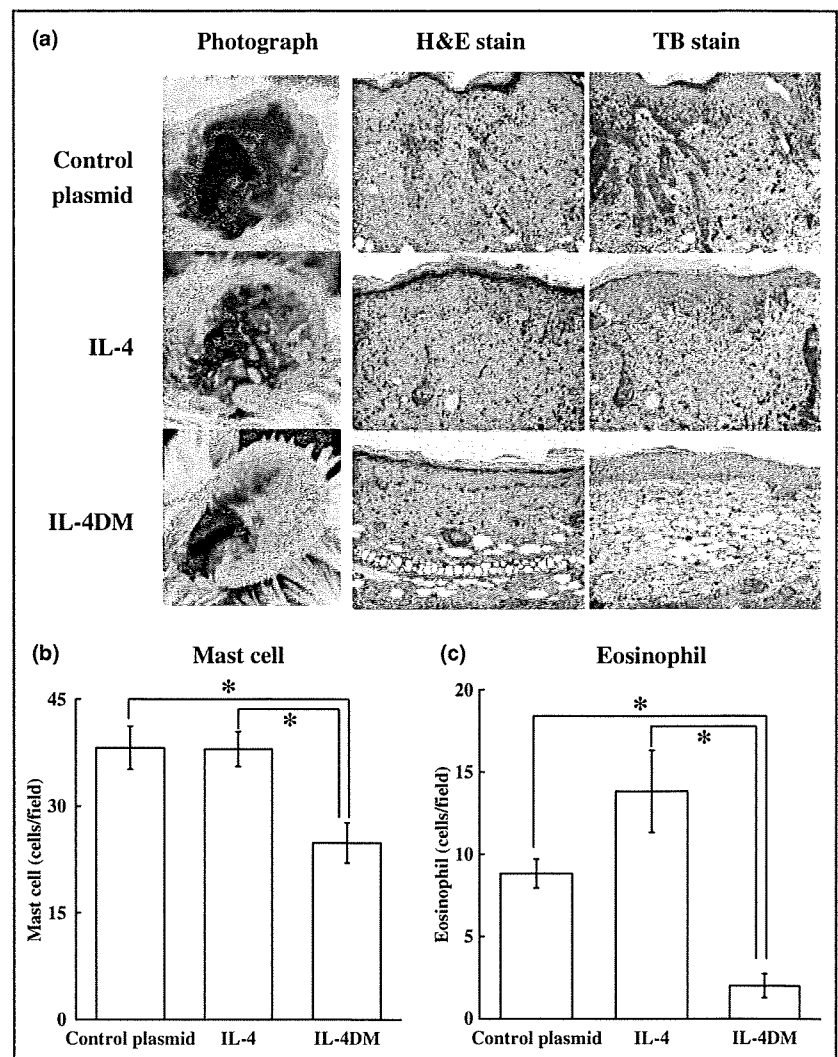 (a) Photograph H&E stain TB stain
Control
plasmid
IL-4
IL-4DM
(b) Mast cell
*
*
45
30
15
0
Mast cell (cells/field)
Control plasmid IL-4 IL-4DM
(c) Eosinophil
*
*
20
15
10
5
0
Eosinophil (cells/field)
Control plasmid IL-4 IL-4DM